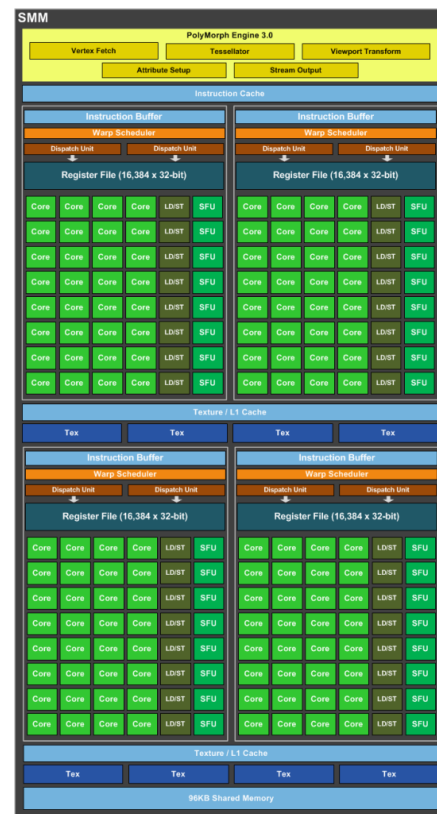 SMM
PolyMorph Engine 3.0
Vertex Fetch Tessellator Viewport Transform
Attribute Setup Stream Output
Instruction Cache
Instruction Buffer Instruction Buffer
Warp Scheduler Warp Scheduler
Dispatch Unit Dispatch Unit Dispatch Unit Dispatch Unit
Register File (16,384 x 32-bit) Register File (16,384 x 32-bit)
Core Core Core Core LD/ST SFU Core Core Core Core LD/ST SFU
Core Core Core Core LD/ST SFU Core Core Core Core LD/ST SFU
Core Core Core Core LD/ST SFU Core Core Core Core LD/ST SFU
Core Core Core Core LD/ST SFU Core Core Core Core LD/ST SFU
Core Core Core Core LD/ST SFU Core Core Core Core LD/ST SFU
Core Core Core Core LD/ST SFU Core Core Core Core LD/ST SFU
Core Core Core Core LD/ST SFU Core Core Core Core LD/ST SFU
Core Core Core Core LD/ST SFU Core Core Core Core LD/ST SFU
Texture / L1 Cache
Tex Tex Tex Tex
Instruction Buffer Instruction Buffer
Warp Scheduler Warp Scheduler
Dispatch Unit Dispatch Unit Dispatch Unit Dispatch Unit
Register File (16,384 x 32-bit) Register File (16,384 x 32-bit)
Core Core Core Core LD/ST SFU Core Core Core Core LD/ST SFU
Core Core Core Core LD/ST SFU Core Core Core Core LD/ST SFU
Core Core Core Core LD/ST SFU Core Core Core Core LD/ST SFU
Core Core Core Core LD/ST SFU Core Core Core Core LD/ST SFU
Core Core Core Core LD/ST SFU Core Core Core Core LD/ST SFU
Core Core Core Core LD/ST SFU Core Core Core Core LD/ST SFU
Core Core Core Core LD/ST SFU Core Core Core Core LD/ST SFU
Core Core Core Core LD/ST SFU Core Core Core Core LD/ST SFU
Texture / L1 Cache
Tex Tex Tex Tex
96KB Shared Memory